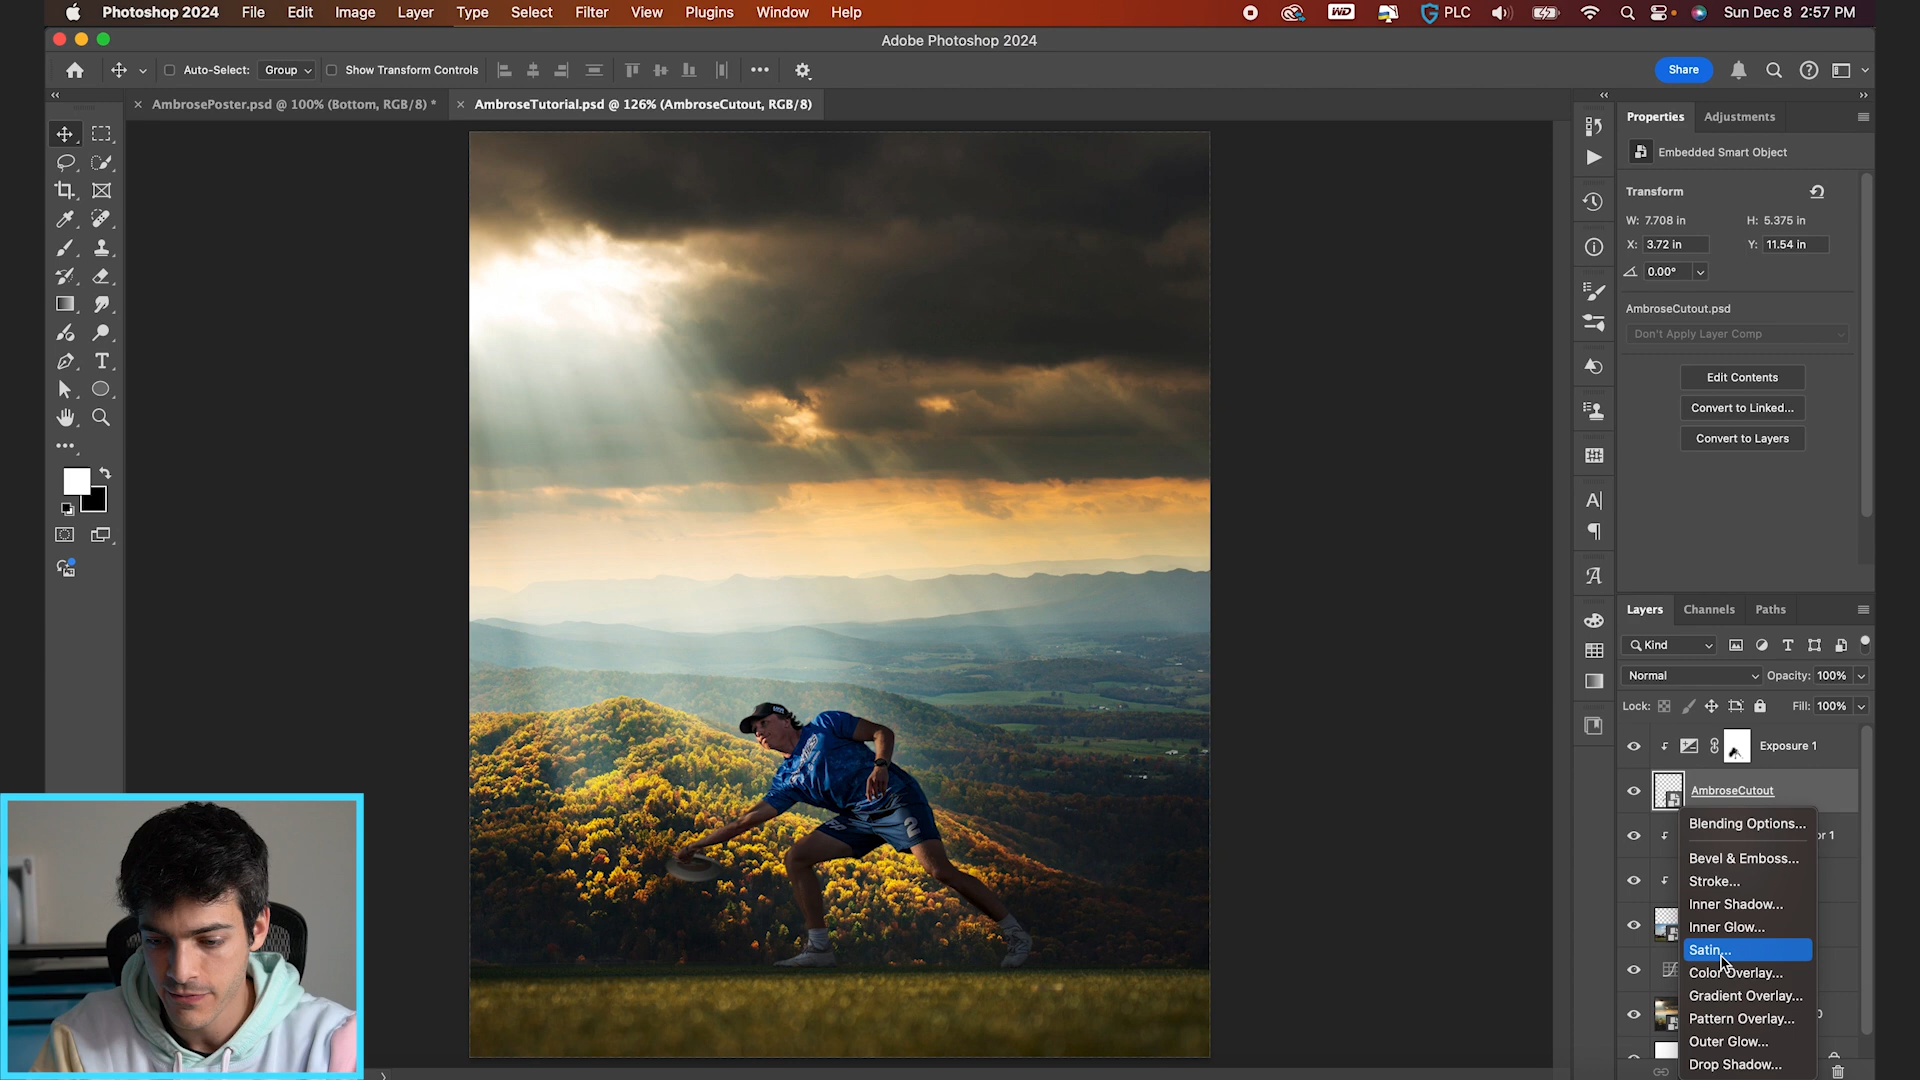 Photoshop 2024 File Edit Image Layer Type Select Filter View Plugins Window Help WD PLC Sun Dec 8 2:57 PM
Adobe Photoshop 2024
Auto-Select: Group Show Transform Controls Share
AmbrosePoster.psd @ 100% (Bottom, RGB/8) * AmbroseTutorial.psd @ 126% (AmbroseCutout, RGB/8)
Properties Adjustments
Embedded Smart Object
Transform
W: 7.708 in H: 5.375 in
X: 3.72 in Y: 11.54 in
0.00°
AmbroseCutout.psd
Don't Apply Layer Comp
Edit Contents
Convert to Linked...
Convert to Layers
Layers Channels Paths
Kind
Normal Opacity: 100%
Lock: Fill: 100%
Exposure 1
AmbroseCutout
Blending Options...
or 1
Bevel & Emboss...
Stroke...
Inner Shadow...
Inner Glow...
Satin...
Color Overlay...
Gradient Overlay...
Pattern Overlay...
Outer Glow...
Drop Shadow...
2